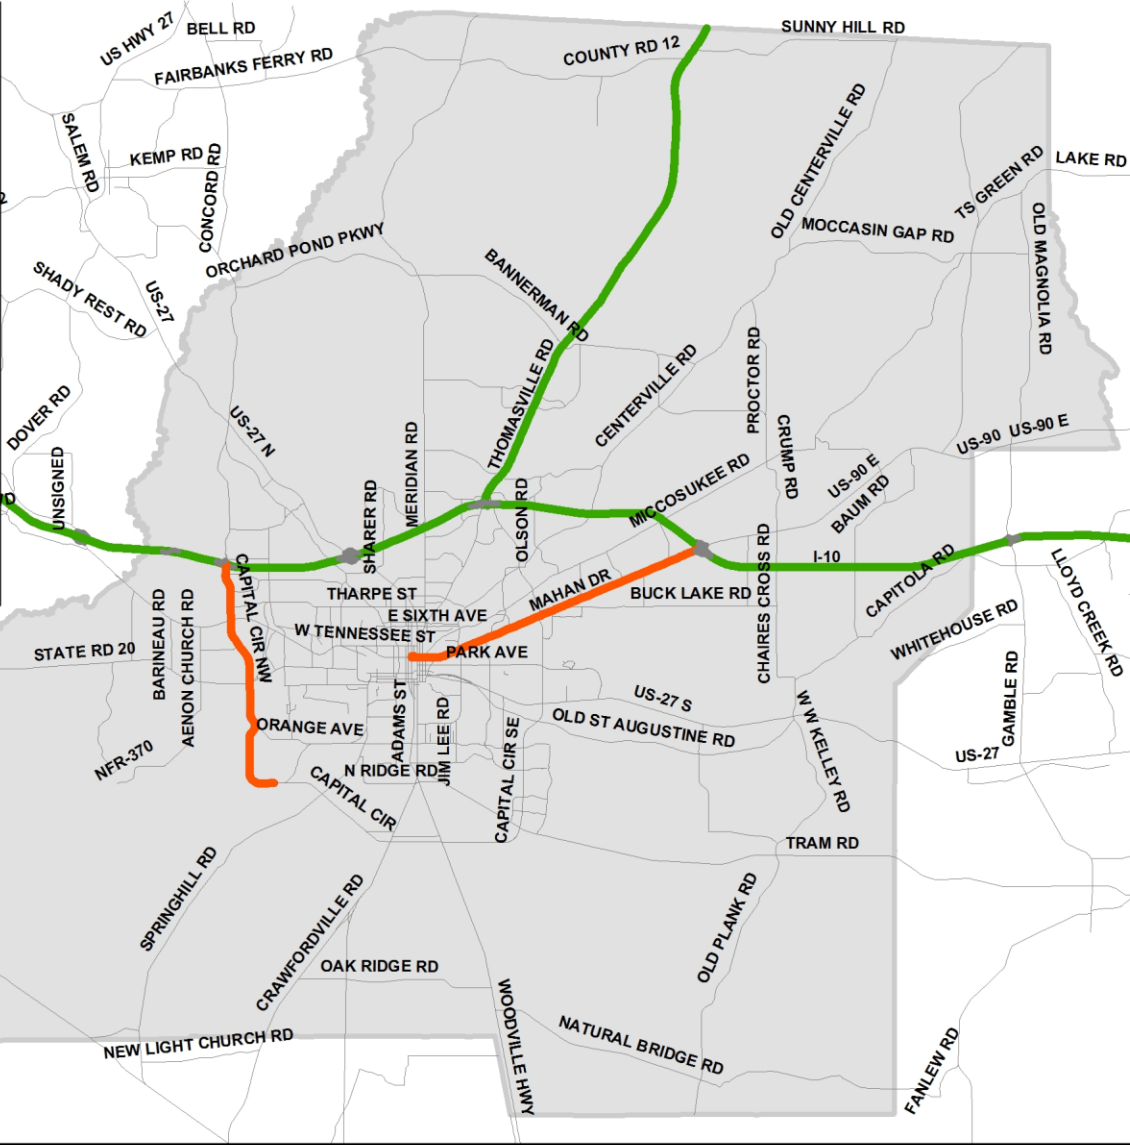 US HWY 27
BELL RD
SUNNY HILL RD
COUNTY RD 12
FAIRBANKS FERRY RD
SALEM RD
KEMP RD
CONCORD RD
OLD CENTERVILLE RD
TS GREEN RD
LAKE RD
2
ORCHARD POND PKWY
MOCCASIN GAP RD
OLD MAGNOLIA RD
SHADY REST RD
US-27
BANNERMAN RD
THOMASVILLE RD
CENTERVILLE RD
PROCTOR RD
DOVER RD
US-27 N
MERIDIAN RD
CRUMP RD
US-90
US-90 E
UNSIGNED
SHARER RD
OLSON RD
MICCOSUKEE RD
US-90 E
BAUM RD
CAPITAL CIR NW
THARPE ST
E SIXTH AVE
MAHAN DR
BUCK LAKE RD
CHAIRES CROSS RD
I-10
CAPITOLA RD
LLOYD CREEK RD
BARINEAU RD
AENON CHURCH RD
W TENNESSEE ST
STATE RD 20
PARK AVE
WHITEHOUSE RD
GAMBLE RD
ADAMS ST
JIM LEE RD
US-27 S
OLD ST AUGUSTINE RD
W W KELLEY RD
ORANGE AVE
CAPITAL CIR SE
US-27
NFR-370
N RIDGE RD
CAPITAL CIR
TRAM RD
SPRINGHILL RD
CRAWFORDVILLE RD
OLD PLANK RD
OAK RIDGE RD
WOODVILLE HWY
NEW LIGHT CHURCH RD
NATURAL BRIDGE RD
FANLEW RD